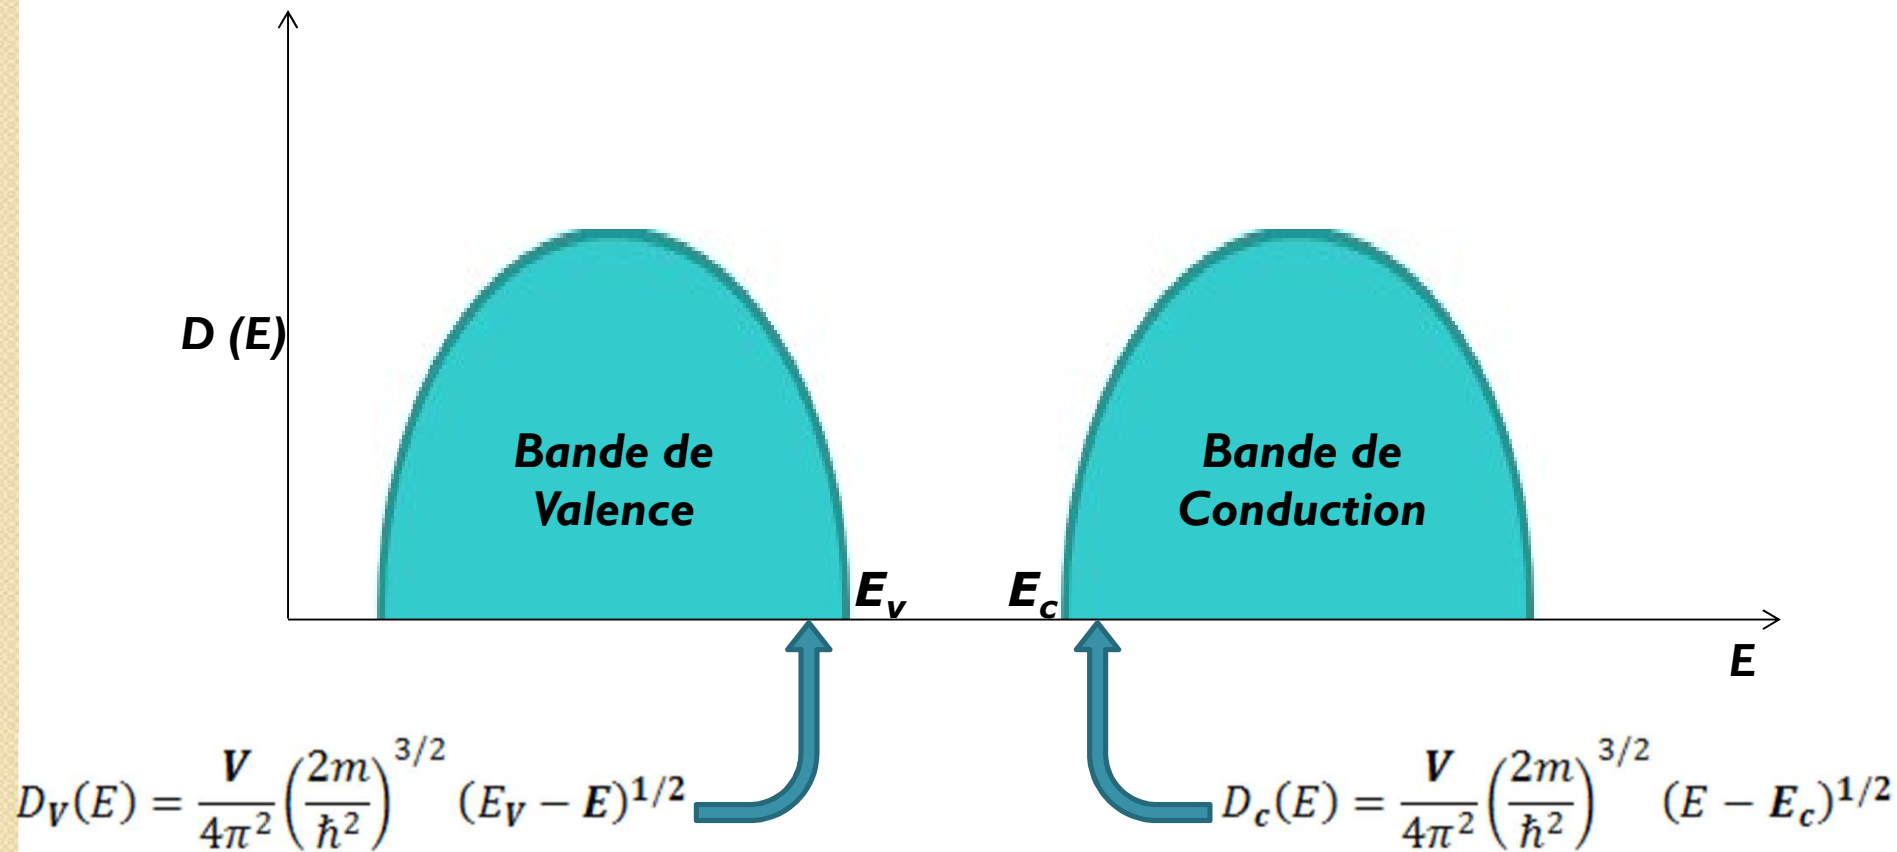 D (E)
Bande de
Valence
Bande de
Conduction
E_v
E_c
E
D_V(E) = V/4π² (2m/ħ²)^{3/2} (E_V − E)^{1/2}
D_c(E) = V/4π² (2m/ħ²)^{3/2} (E − E_c)^{1/2}